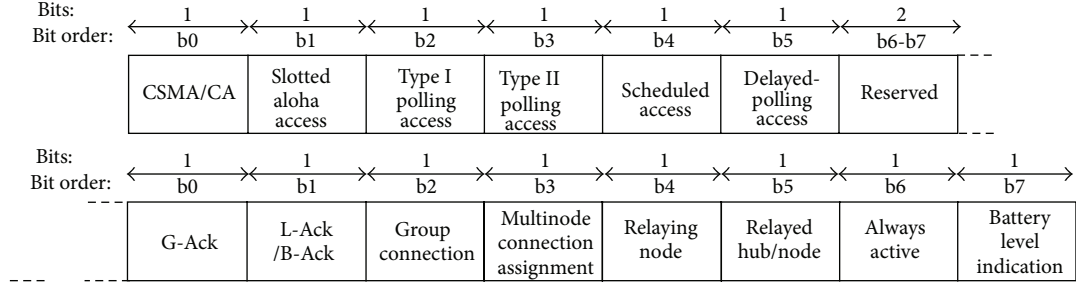 Bits: 1 1 1 1 1 1 2
Bit order: b0 b1 b2 b3 b4 b5 b6-b7
CSMA/CA
Slotted
aloha
access
Type I
polling
access
Type II
polling
access
Scheduled
access
Delayed-
polling
access
Reserved
Bits: 1 1 1 1 1 1 1 1
Bit order: b0 b1 b2 b3 b4 b5 b6 b7
G-Ack
L-Ack
/B-Ack
Group
connection
Multinode
connection
assignment
Relaying
node
Relayed
hub/node
Always
active
Battery
level
indication